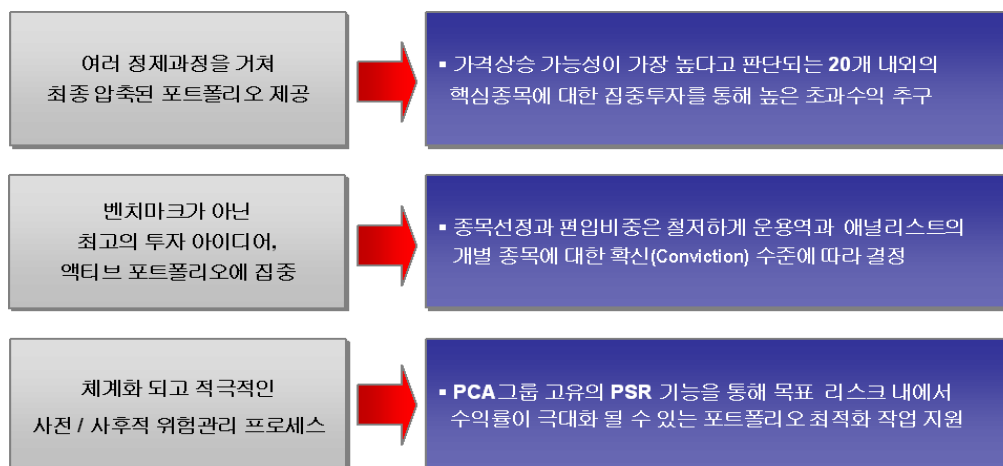 여러 정제과정을 거쳐
최종 압축된 포트폴리오 제공
▪ 가격상승 가능성이 가장 높다고 판단되는 20개 내외의
핵심종목에 대한 집중투자를 통해 높은 초과수익 추구
벤치마크가 아닌
최고의 투자 아이디어,
액티브 포트폴리오에 집중
▪ 종목선정과 편입비중은 철저하게 운용역과 애널리스트의
개별 종목에 대한 확신(Conviction) 수준에 따라 결정
체계화 되고 적극적인
사전 / 사후적 위험관리 프로세스
▪ PCA그룹 고유의 PSR 기능을 통해 목표 리스크 내에서
수익률이 극대화 될 수 있는 포트폴리오 최적화 작업 지원